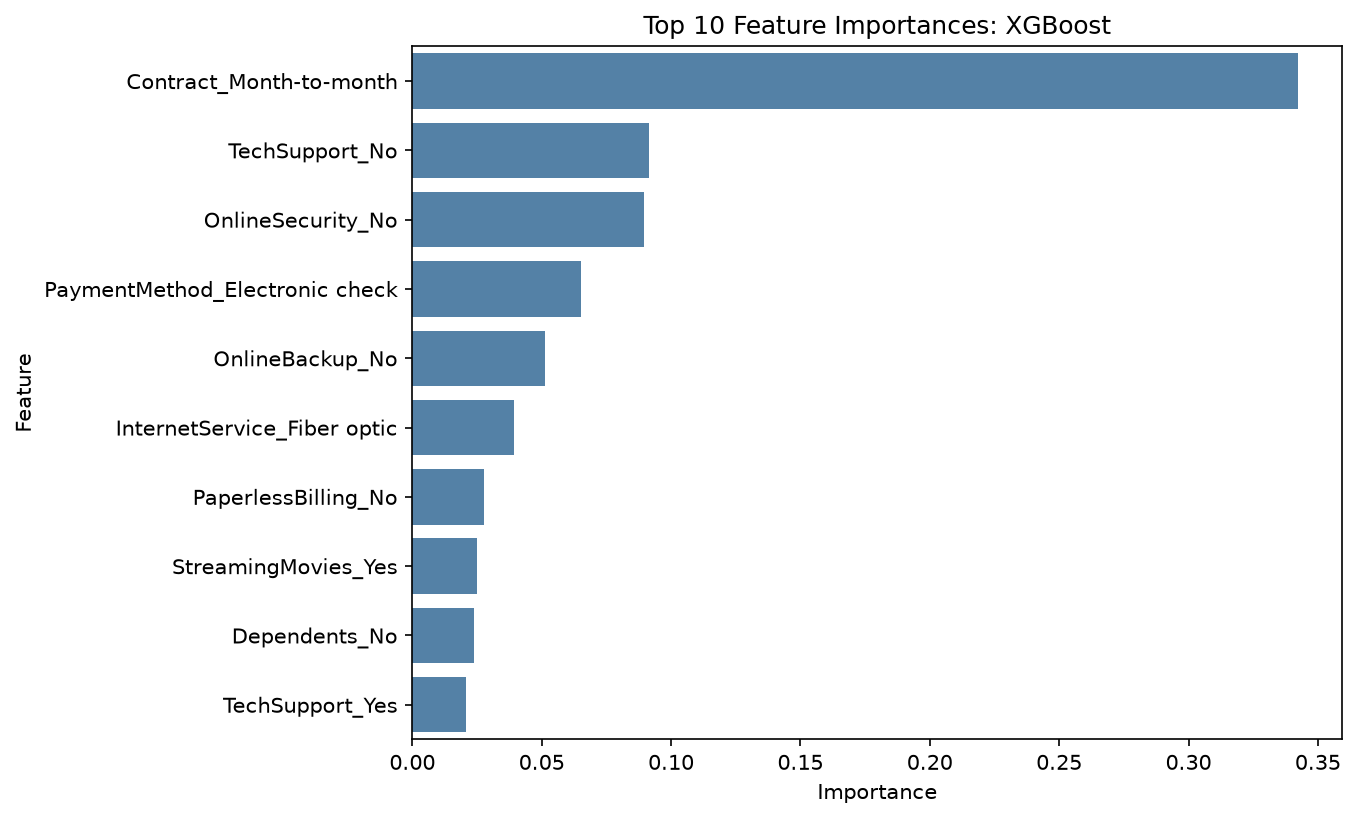 Top 10 Feature Importances: XGBoost
Contract_Month-to-month
TechSupport_No
OnlineSecurity_No
PaymentMethod_Electronic check
OnlineBackup_No
InternetService_Fiber optic
PaperlessBilling_No
StreamingMovies_Yes
Dependents_No
TechSupport_Yes
Feature
0.00 0.05 0.10 0.15 0.20 0.25 0.30 0.35
Importance